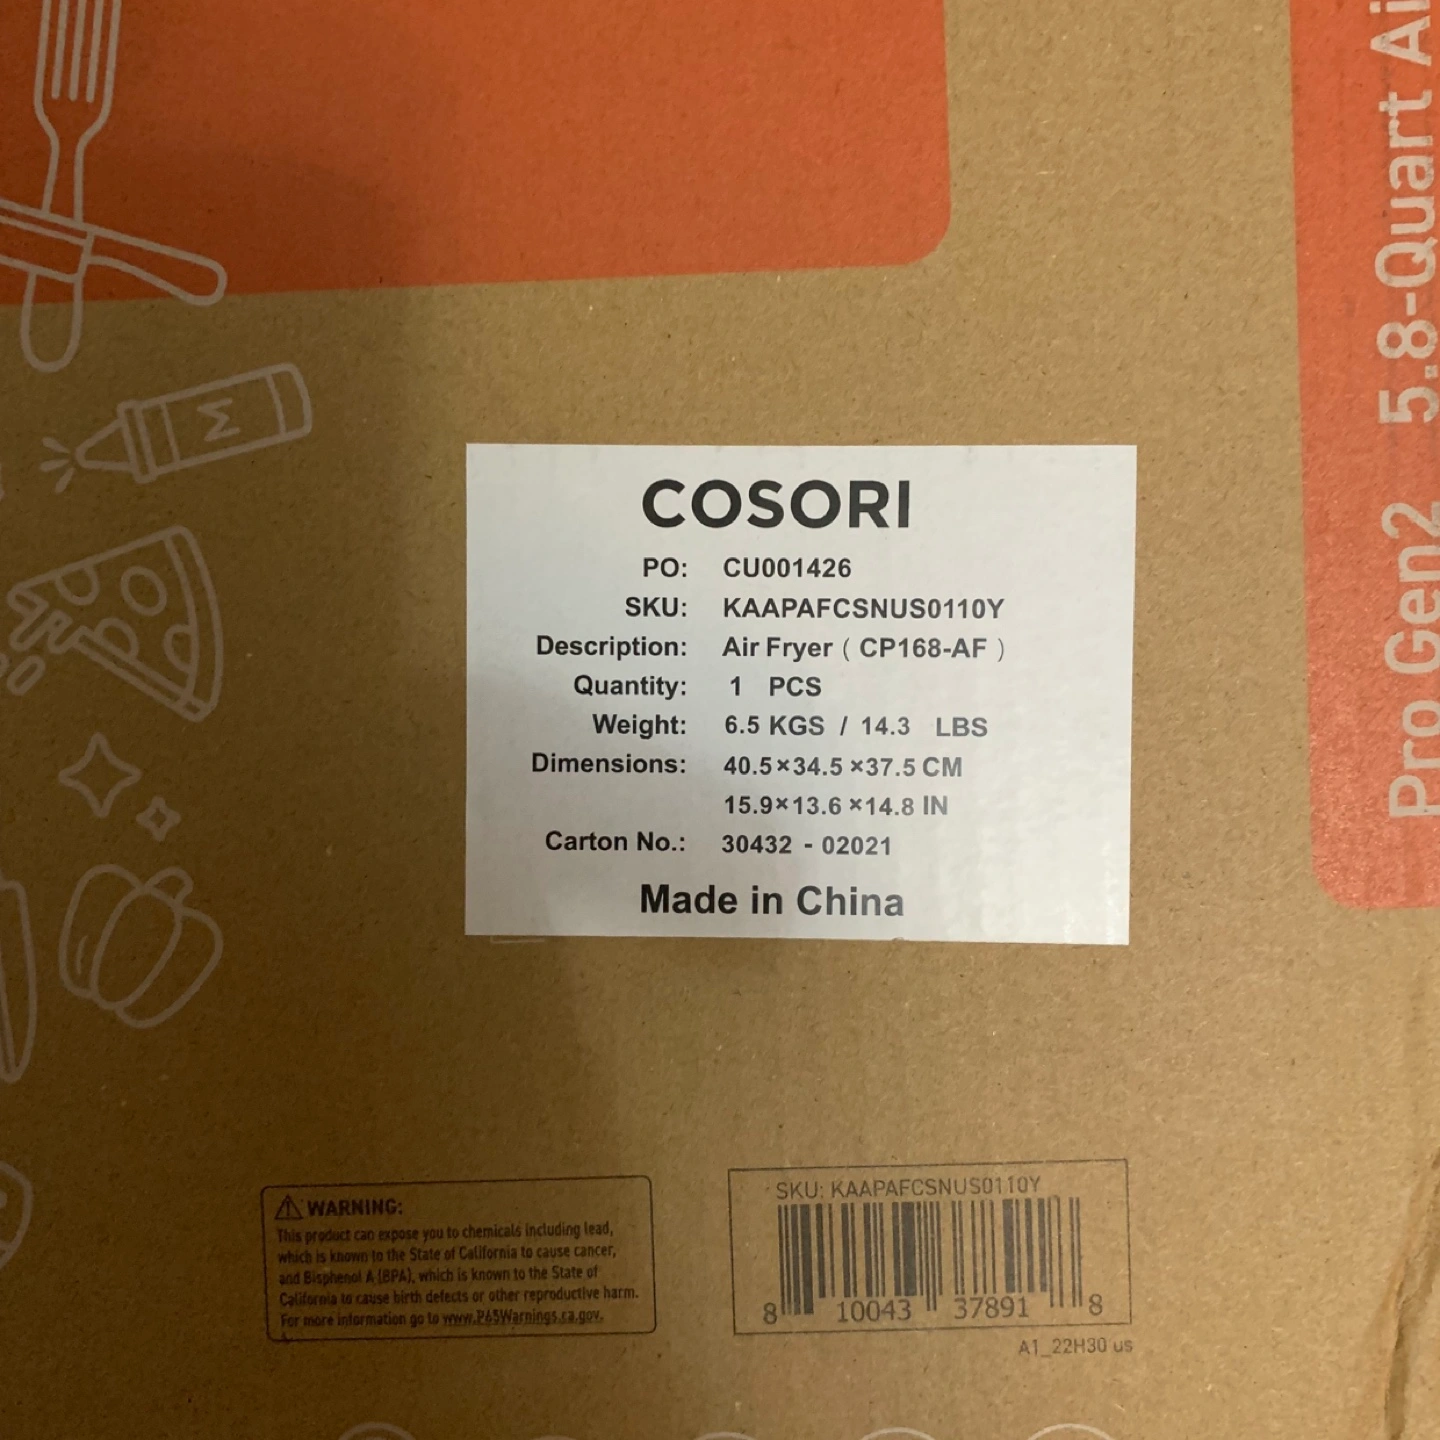 COSORI
PO: CU001426
SKU: KAAPAFCSNUS0110Y
Description: Air Fryer ( CP168-AF )
Quantity: 1 PCS
Weight: 6.5 KGS / 14.3 LBS
Dimensions: 40.5×34.5 ×37.5 CM
15.9×13.6 ×14.8 IN
Carton No.: 30432 - 02021
Made in China
Pro Gen2 5.8-Quart Ai
M
WARNING:
This product can expose you to chemicals including lead,
which is known to the State of California to cause cancer,
and Bisphenol A (BPA), which is known to the State of
California to cause birth defects or other reproductive harm.
For more information go to www.P65Warnings.ca.gov.
SKU: KAAPAFCSNUS0110Y
8 10043 37891 8
A1_22H30 us